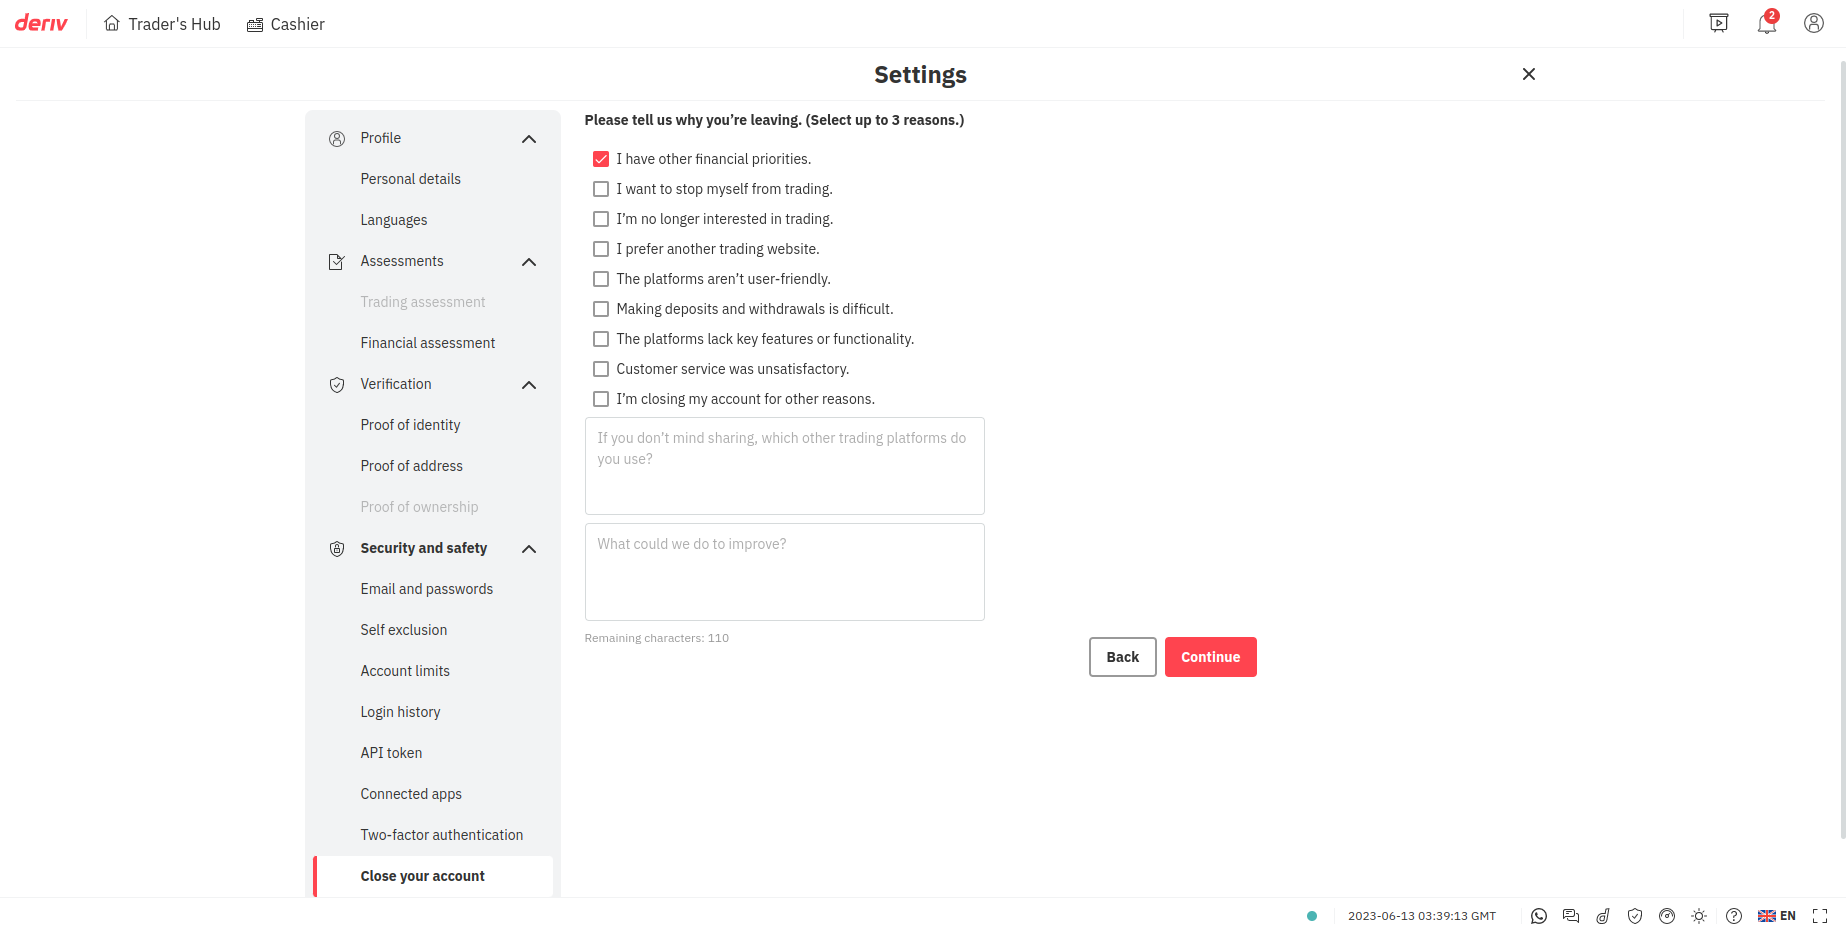 deriv
Trader's Hub
Cashier
2
Settings
Profile
Personal details
Languages
Assessments
Trading assessment
Financial assessment
Verification
Proof of identity
Proof of address
Proof of ownership
Security and safety
Email and passwords
Self exclusion
Account limits
Login history
API token
Connected apps
Two-factor authentication
Close your account
Please tell us why you’re leaving. (Select up to 3 reasons.)
I have other financial priorities.
I want to stop myself from trading.
I’m no longer interested in trading.
I prefer another trading website.
The platforms aren’t user-friendly.
Making deposits and withdrawals is difficult.
The platforms lack key features or functionality.
Customer service was unsatisfactory.
I’m closing my account for other reasons.
If you don’t mind sharing, which other trading platforms do
you use?
What could we do to improve?
Remaining characters: 110
Back
Continue
2023-06-13 03:39:13 GMT
EN